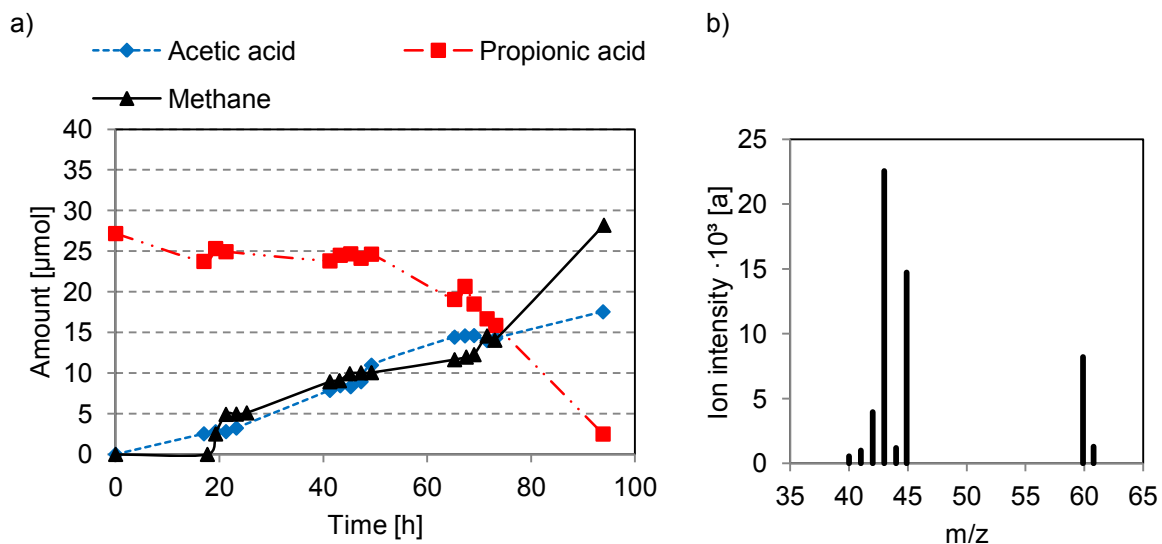 a)
Acetic acid
Propionic acid
Methane
40
35
30
25
20
15
10
5
0
Amount [µmol]
0 20 40 60 80 100
Time [h]
b)
25
20
15
10
5
0
Ion intensity ·10³ [a]
35 40 45 50 55 60 65
m/z